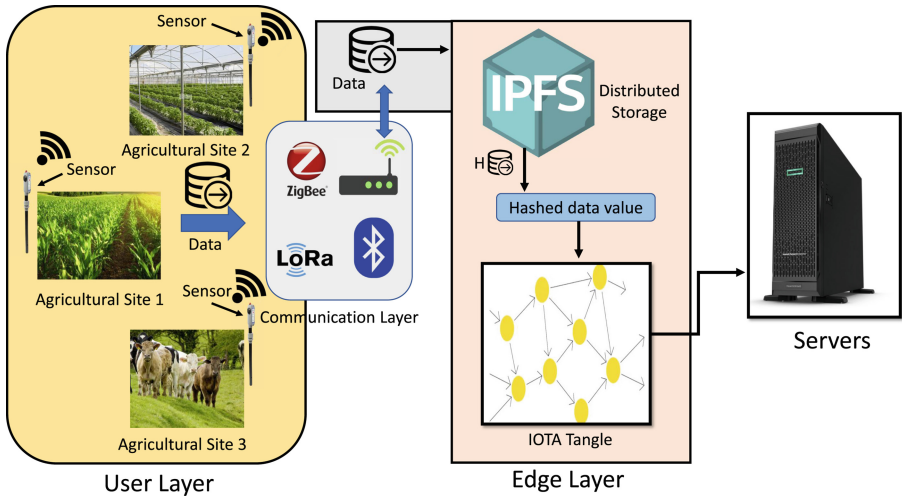 Sensor
Agricultural Site 2
Sensor
Data
Agricultural Site 1
Sensor
Agricultural Site 3
User Layer
Z
ZigBee®
LoRa
Communication Layer
Data
IPFS
Distributed
Storage
H
Hashed data value
IOTA Tangle
Edge Layer
Servers